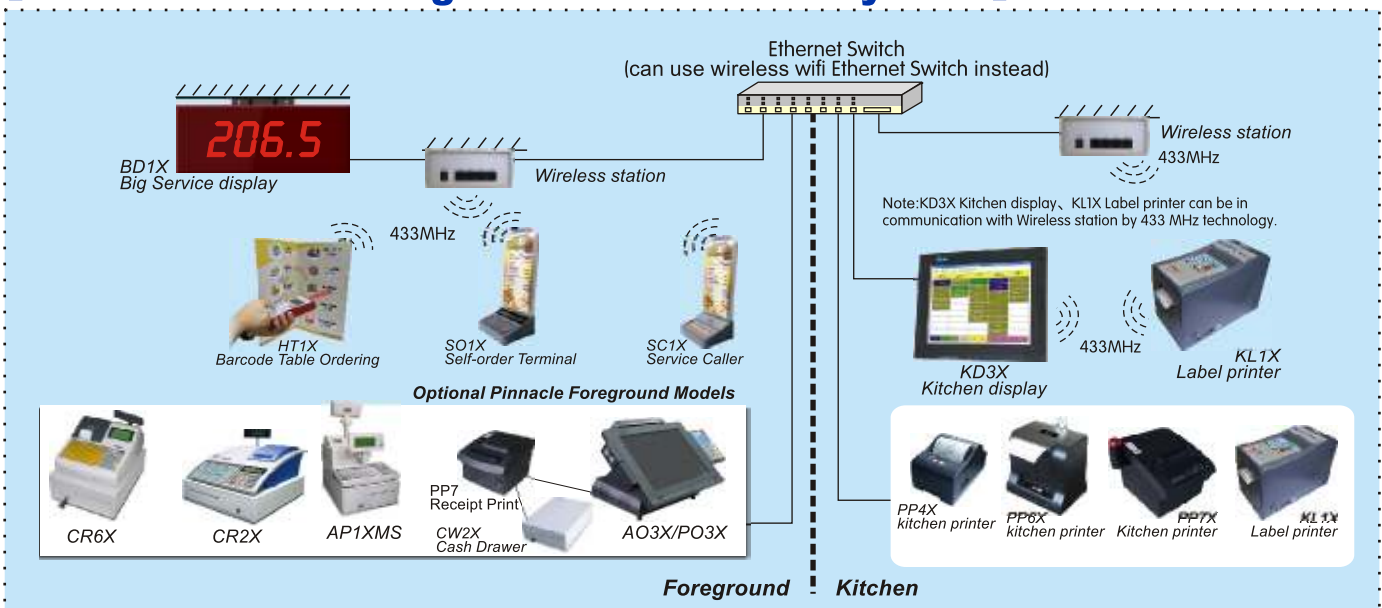 Ethernet Switch
(can use wireless wifi Ethernet Switch instead)
206.5
BD1X
Big Service display
Wireless station
Wireless station
433MHz
433MHz
Note:KD3X Kitchen display、KL1X Label printer can be in
communication with Wireless station by 433 MHz technology.
HT1X
Barcode Table Ordering
SO1X
Self-order Terminal
SC1X
Service Caller
433MHz
KD3X
Kitchen display
KL1X
Label printer
Optional Pinnacle Foreground Models
CR6X
CR2X
AP1XMS
PP7
Receipt Print
CW2X
Cash Drawer
AO3X/PO3X
PP4X
kitchen printer
PP6X
kitchen printer
PP7X
Kitchen printer
KL1X
Label printer
Foreground
Kitchen